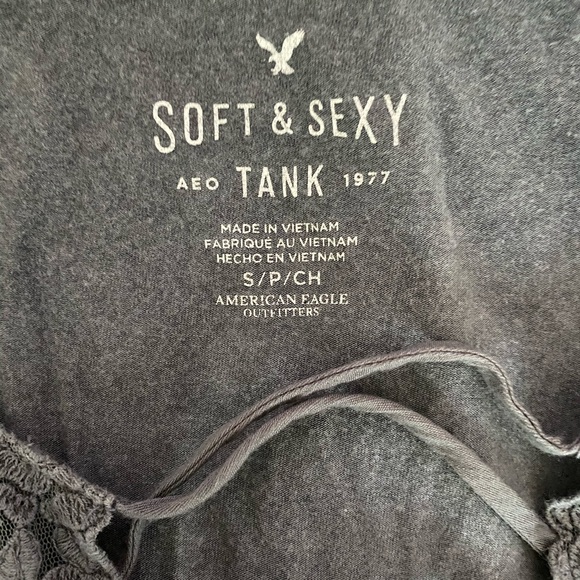 SOFT & SEXY
AEO TANK 1977
MADE IN VIETNAM
FABRIQUÉ AU VIETNAM
HECHO EN VIETNAM
S/P/CH
AMERICAN EAGLE
OUTFITTERS